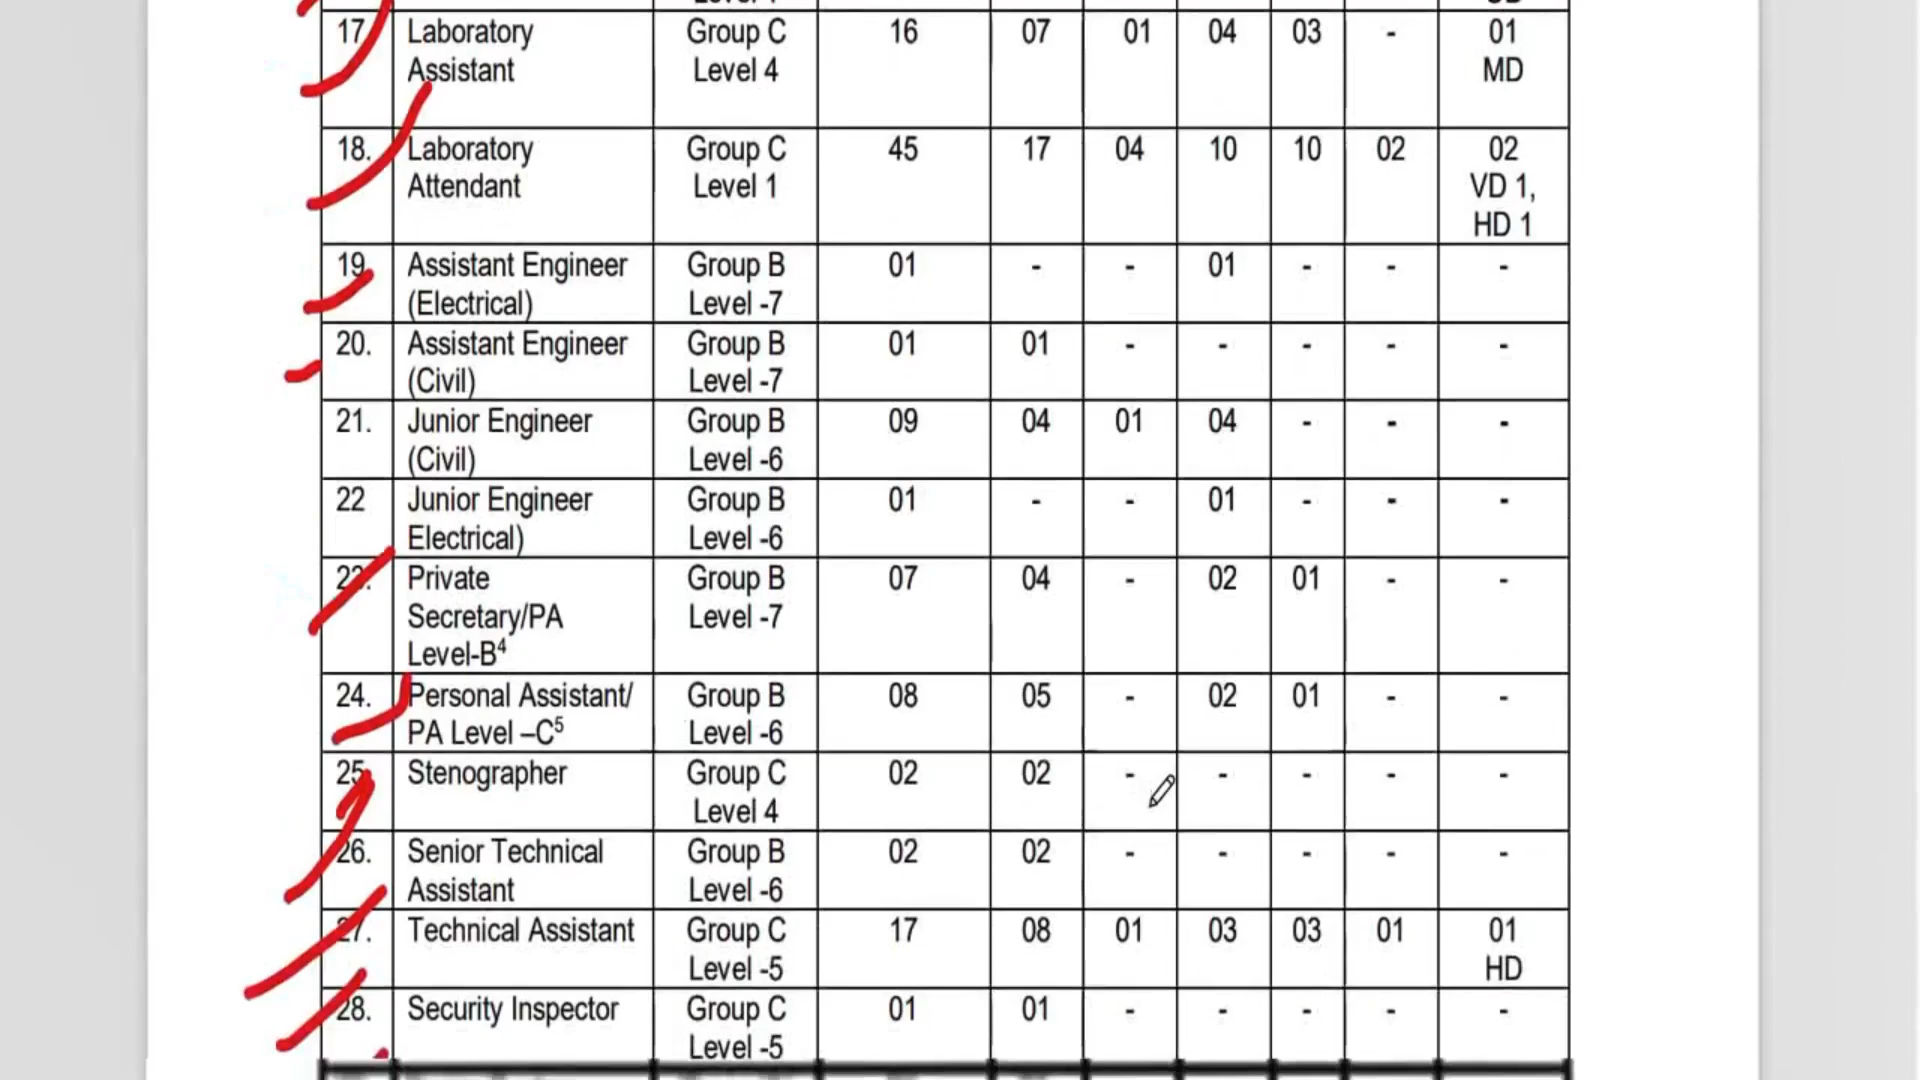 17. Laboratory Group C 16 07 01 04 03 - 01
Assistant Level 4 MD
18. Laboratory Group C 45 17 04 10 10 02 02
Attendant Level 1 VD 1,
HD 1
19. Assistant Engineer Group B 01 - - 01 - - -
(Electrical) Level -7
20. Assistant Engineer Group B 01 01 - - - - -
(Civil) Level -7
21. Junior Engineer Group B 09 04 01 04 - - -
(Civil) Level -6
22 Junior Engineer Group B 01 - - 01 - - -
Electrical) Level -6
23. Private Group B 07 04 - 02 01 - -
Secretary/PA Level -7
Level-B⁴
24. Personal Assistant/ Group B 08 05 - 02 01 - -
PA Level –C⁵ Level -6
25. Stenographer Group C 02 02 - - - - -
Level 4
26. Senior Technical Group B 02 02 - - - - -
Assistant Level -6
27. Technical Assistant Group C 17 08 01 03 03 01 01
Level -5 HD
28. Security Inspector Group C 01 01 - - - - -
Level -5